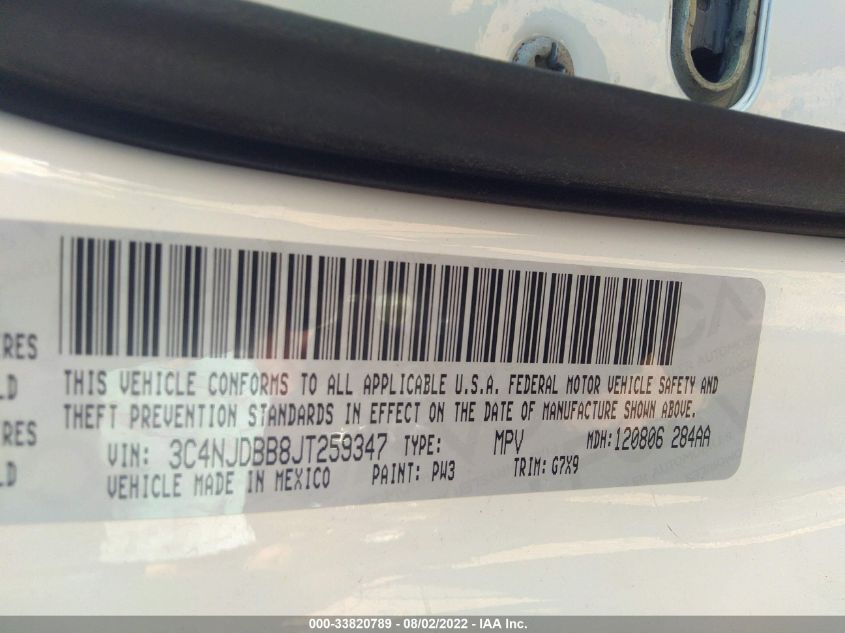 RES
LD
RES
LD
THIS VEHICLE CONFORMS TO ALL APPLICABLE U.S.A. FEDERAL MOTOR VEHICLE SAFETY AND
THEFT PREVENTION STANDARDS IN EFFECT ON THE DATE OF MANUFACTURE SHOWN ABOVE.
VIN: 3C4NJDBB8JT259347 TYPE: MPV MDH:120806 284AA
VEHICLE MADE IN MEXICO PAINT: PW3 TRIM: G7X9
000-33820789 - 08/02/2022 - IAA Inc.